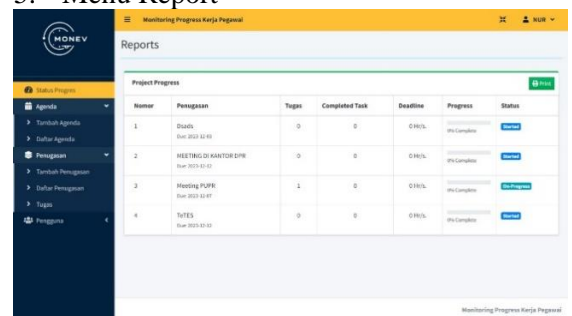 Menu Report
MONEV
Monitoring Progress Kerja Pegawai
NUR
Reports
Status Progres
Project Progress
Print
Agenda
Tambah Agenda
Daftar Agenda
Penugasan
Tambah Penugasan
Daftar Penugasan
Tugas
Pengguna
Nomor Penugasan Tugas Completed Task Deadline Progress Status
1 Dsads 0 0 0 Hr/s. 0% Complete Started
2 MEETING DI KANTOR DPR 0 0 0 Hr/s. 0% Complete Started
3 Meeting PUPR 1 0 0 Hr/s. 0% Complete On-Progress
4 TeTES 0 0 0 Hr/s. 0% Complete Started
Monitoring Progress Kerja Pegawai